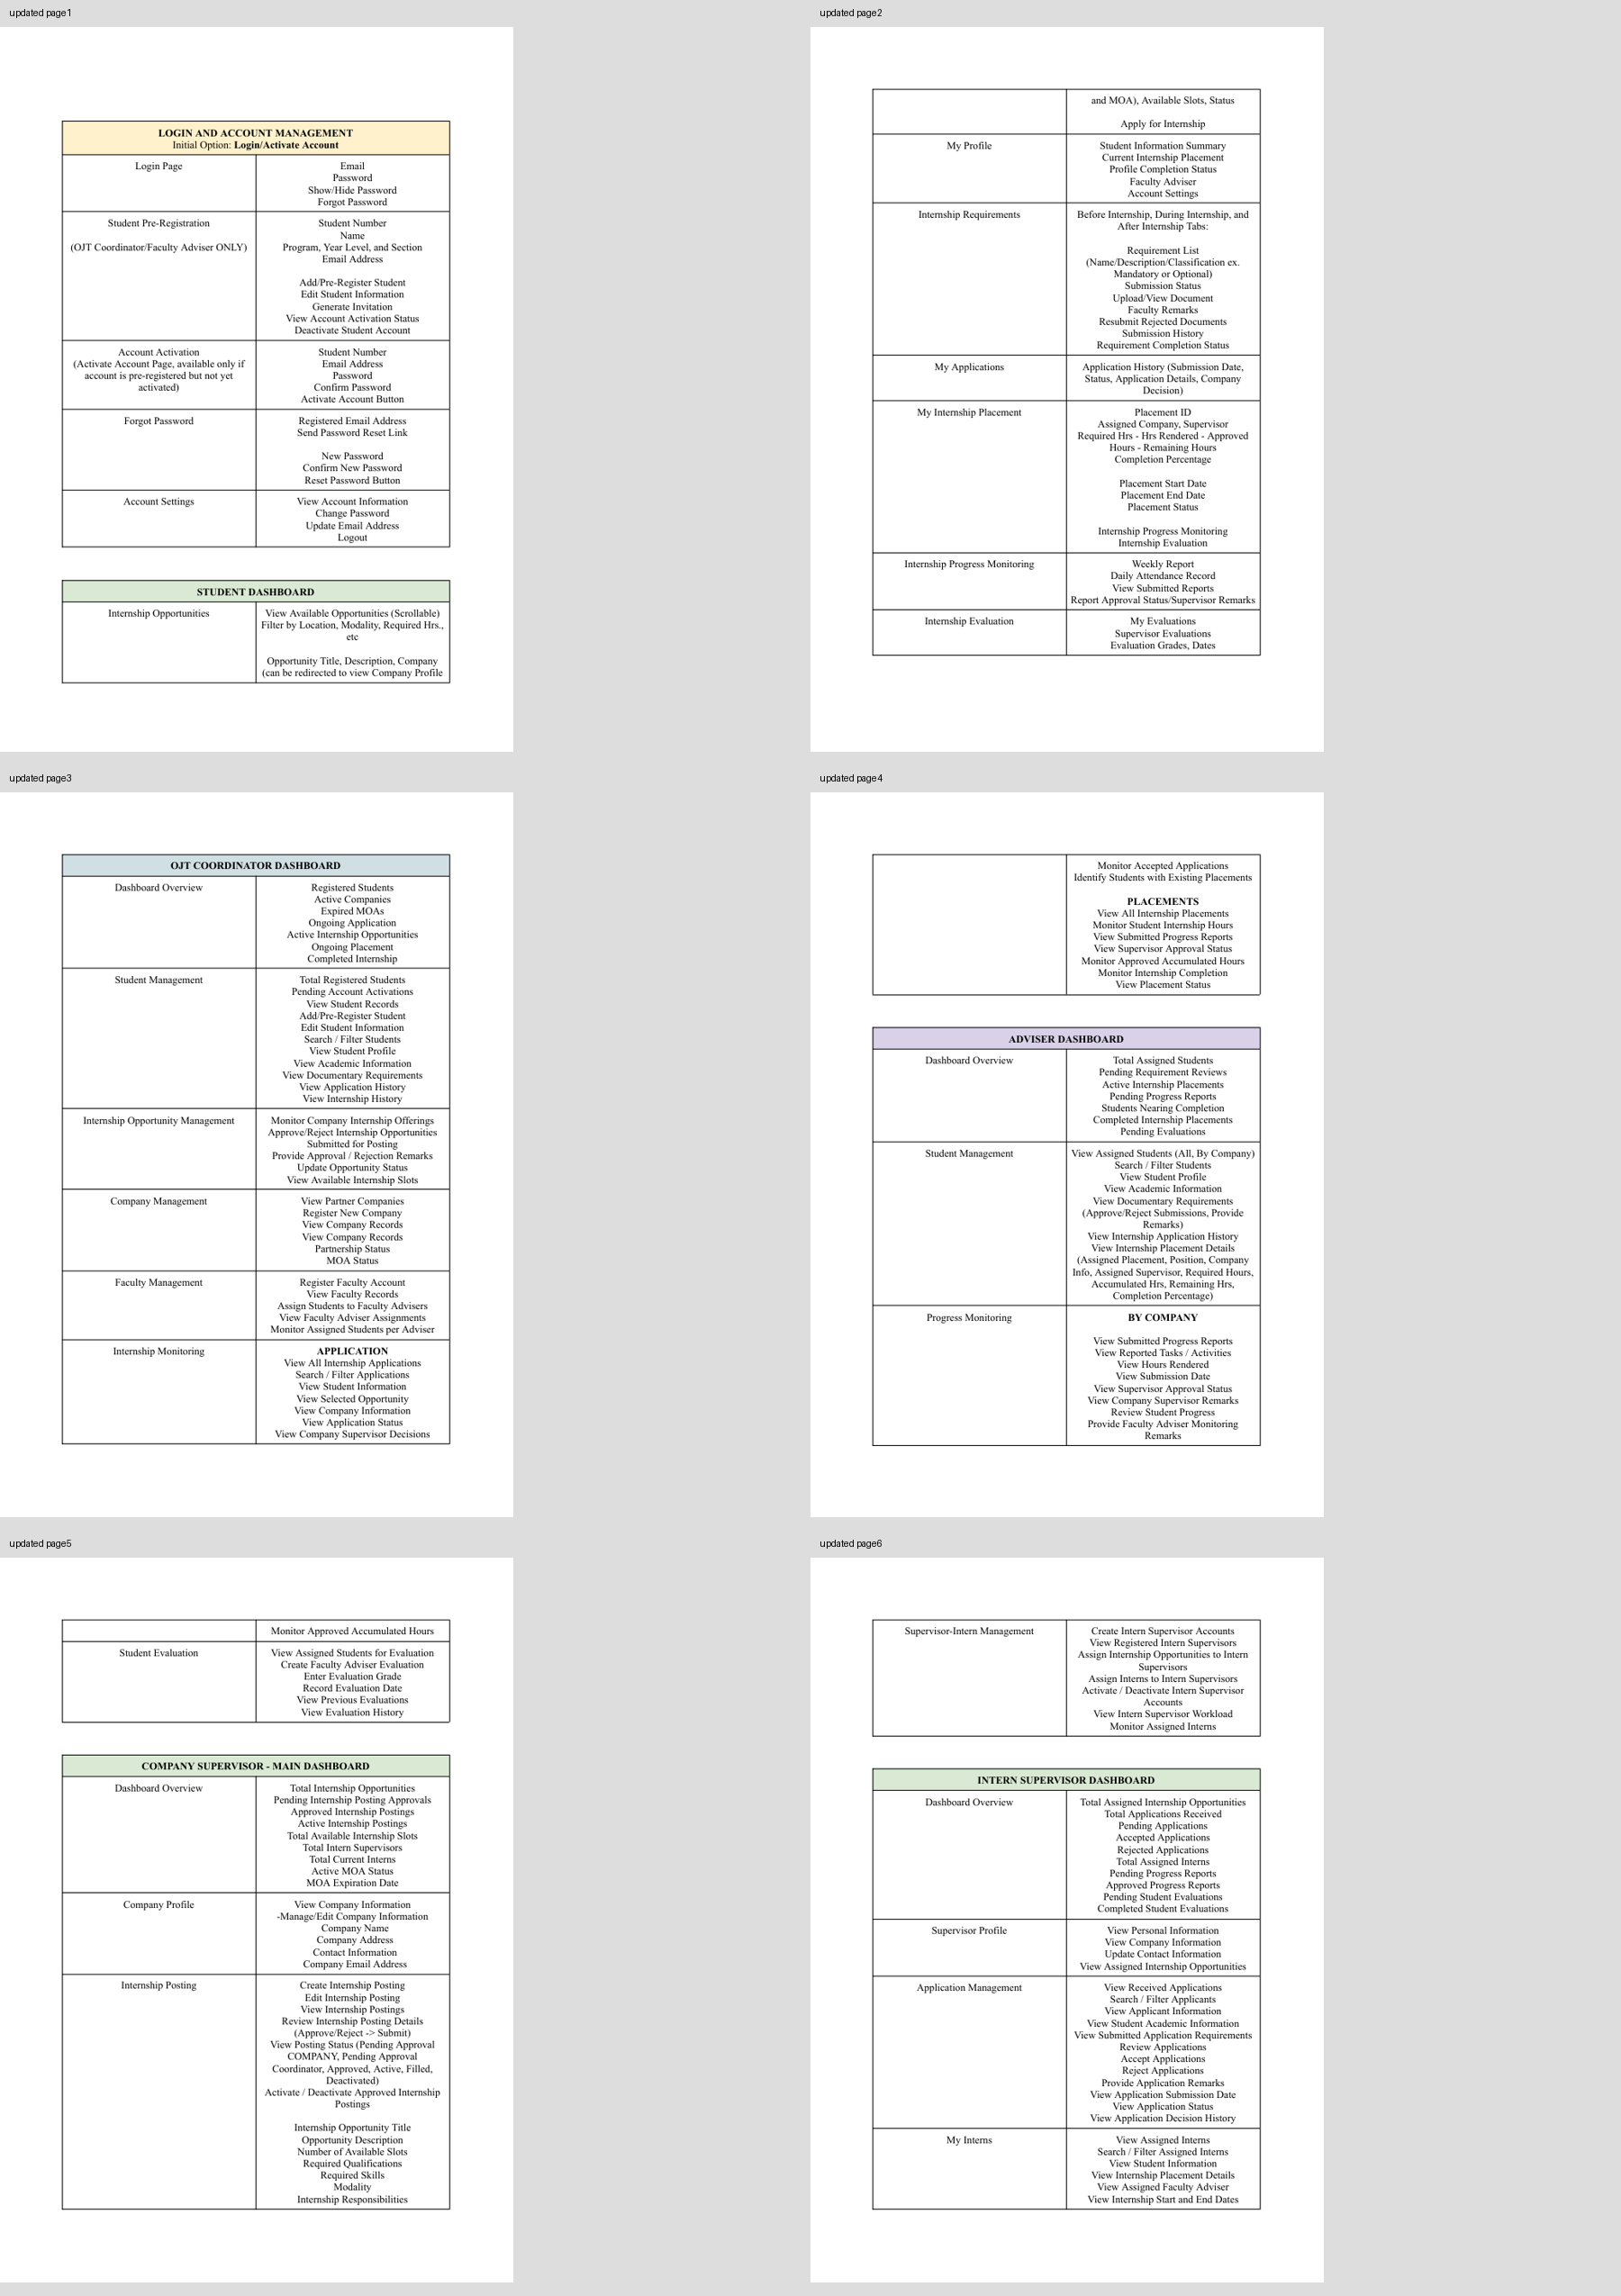 updated page1
LOGIN AND ACCOUNT MANAGEMENT
Initial Option: Login/Activate Account
Login Page
Email
Password
Show/Hide Password
Forgot Password
Student Pre-Registration
(OJT Coordinator/Faculty Adviser ONLY)
Student Number
Name
Program, Year Level, and Section
Email Address
Add/Pre-Register Student
Edit Student Information
Generate Invitation
View Account Activation Status
Deactivate Student Account
Account Activation
(Activate Account Page, available only if
account is pre-registered but not yet
activated)
Student Number
Email Address
Password
Confirm Password
Activate Account Button
Forgot Password
Registered Email Address
Send Password Reset Link
New Password
Confirm New Password
Reset Password Button
Account Settings
View Account Information
Change Password
Update Email Address
Logout
STUDENT DASHBOARD
Internship Opportunities
View Available Opportunities (Scrollable)
Filter by Location, Modality, Required Hrs.,
etc
Opportunity Title, Description, Company
(can be redirected to view Company Profile
updated page2
and MOA), Available Slots, Status
Apply for Internship
My Profile
Student Information Summary
Current Internship Placement
Profile Completion Status
Faculty Adviser
Account Settings
Internship Requirements
Before Internship, During Internship, and
After Internship Tabs:
Requirement List
(Name/Description/Classification ex.
Mandatory or Optional)
Submission Status
Upload/View Document
Faculty Remarks
Resubmit Rejected Documents
Submission History
Requirement Completion Status
My Applications
Application History (Submission Date,
Status, Application Details, Company
Decision)
My Internship Placement
Placement ID
Assigned Company, Supervisor
Required Hrs - Hrs Rendered - Approved
Hours - Remaining Hours
Completion Percentage
Placement Start Date
Placement End Date
Placement Status
Internship Progress Monitoring
Internship Evaluation
Internship Progress Monitoring
Weekly Report
Daily Attendance Record
View Submitted Reports
Report Approval Status/Supervisor Remarks
Internship Evaluation
My Evaluations
Supervisor Evaluations
Evaluation Grades, Dates
updated page3
OJT COORDINATOR DASHBOARD
Dashboard Overview
Registered Students
Active Companies
Expired MOAs
Ongoing Application
Active Internship Opportunities
Ongoing Placement
Completed Internship
Student Management
Total Registered Students
Pending Account Activations
View Student Records
Add/Pre-Register Student
Edit Student Information
Search / Filter Students
View Student Profile
View Academic Information
View Documentary Requirements
View Application History
View Internship History
Internship Opportunity Management
Monitor Company Internship Offerings
Approve/Reject Internship Opportunities
Submitted for Posting
Provide Approval / Rejection Remarks
Update Opportunity Status
View Available Internship Slots
Company Management
View Partner Companies
Register New Company
View Company Records
View Company Records
Partnership Status
MOA Status
Faculty Management
Register Faculty Account
View Faculty Records
Assign Students to Faculty Advisers
View Faculty Adviser Assignments
Monitor Assigned Students per Adviser
Internship Monitoring
APPLICATION
View All Internship Applications
Search / Filter Applications
View Student Information
View Selected Opportunity
View Company Information
View Application Status
View Company Supervisor Decisions
updated page4
Monitor Accepted Applications
Identify Students with Existing Placements
PLACEMENTS
View All Internship Placements
Monitor Student Internship Hours
View Submitted Progress Reports
View Supervisor Approval Status
Monitor Approved Accumulated Hours
Monitor Internship Completion
View Placement Status
ADVISER DASHBOARD
Dashboard Overview
Total Assigned Students
Pending Requirement Reviews
Active Internship Placements
Pending Progress Reports
Students Nearing Completion
Completed Internship Placements
Pending Evaluations
Student Management
View Assigned Students (All, By Company)
Search / Filter Students
View Student Profile
View Academic Information
View Documentary Requirements
(Approve/Reject Submissions, Provide
Remarks)
View Internship Application History
View Internship Placement Details
(Assigned Placement, Position, Company
Info, Assigned Supervisor, Required Hours,
Accumulated Hrs, Remaining Hrs,
Completion Percentage)
Progress Monitoring
BY COMPANY
View Submitted Progress Reports
View Reported Tasks / Activities
View Hours Rendered
View Submission Date
View Supervisor Approval Status
View Company Supervisor Remarks
Review Student Progress
Provide Faculty Adviser Monitoring
Remarks
updated page5
Monitor Approved Accumulated Hours
Student Evaluation
View Assigned Students for Evaluation
Create Faculty Adviser Evaluation
Enter Evaluation Grade
Record Evaluation Date
View Previous Evaluations
View Evaluation History
COMPANY SUPERVISOR - MAIN DASHBOARD
Dashboard Overview
Total Internship Opportunities
Pending Internship Posting Approvals
Approved Internship Postings
Active Internship Postings
Total Available Internship Slots
Total Intern Supervisors
Total Current Interns
Active MOA Status
MOA Expiration Date
Company Profile
View Company Information
-Manage/Edit Company Information
Company Name
Company Address
Contact Information
Company Email Address
Internship Posting
Create Internship Posting
Edit Internship Posting
View Internship Postings
Review Internship Posting Details
(Approve/Reject -> Submit)
View Posting Status (Pending Approval
COMPANY, Pending Approval
Coordinator, Approved, Active, Filled,
Deactivated)
Activate / Deactivate Approved Internship
Postings
Internship Opportunity Title
Opportunity Description
Number of Available Slots
Required Qualifications
Required Skills
Modality
Internship Responsibilities
updated page6
Supervisor-Intern Management
Create Intern Supervisor Accounts
View Registered Intern Supervisors
Assign Internship Opportunities to Intern
Supervisors
Assign Interns to Intern Supervisors
Activate / Deactivate Intern Supervisor
Accounts
View Intern Supervisor Workload
Monitor Assigned Interns
INTERN SUPERVISOR DASHBOARD
Dashboard Overview
Total Assigned Internship Opportunities
Total Applications Received
Pending Applications
Accepted Applications
Rejected Applications
Total Assigned Interns
Pending Progress Reports
Approved Progress Reports
Pending Student Evaluations
Completed Student Evaluations
Supervisor Profile
View Personal Information
View Company Information
Update Contact Information
View Assigned Internship Opportunities
Application Management
View Received Applications
Search / Filter Applicants
View Applicant Information
View Student Academic Information
View Submitted Application Requirements
Review Applications
Accept Applications
Reject Applications
Provide Application Remarks
View Application Submission Date
View Application Status
View Application Decision History
My Interns
View Assigned Interns
Search / Filter Assigned Interns
View Student Information
View Internship Placement Details
View Assigned Faculty Adviser
View Internship Start and End Dates